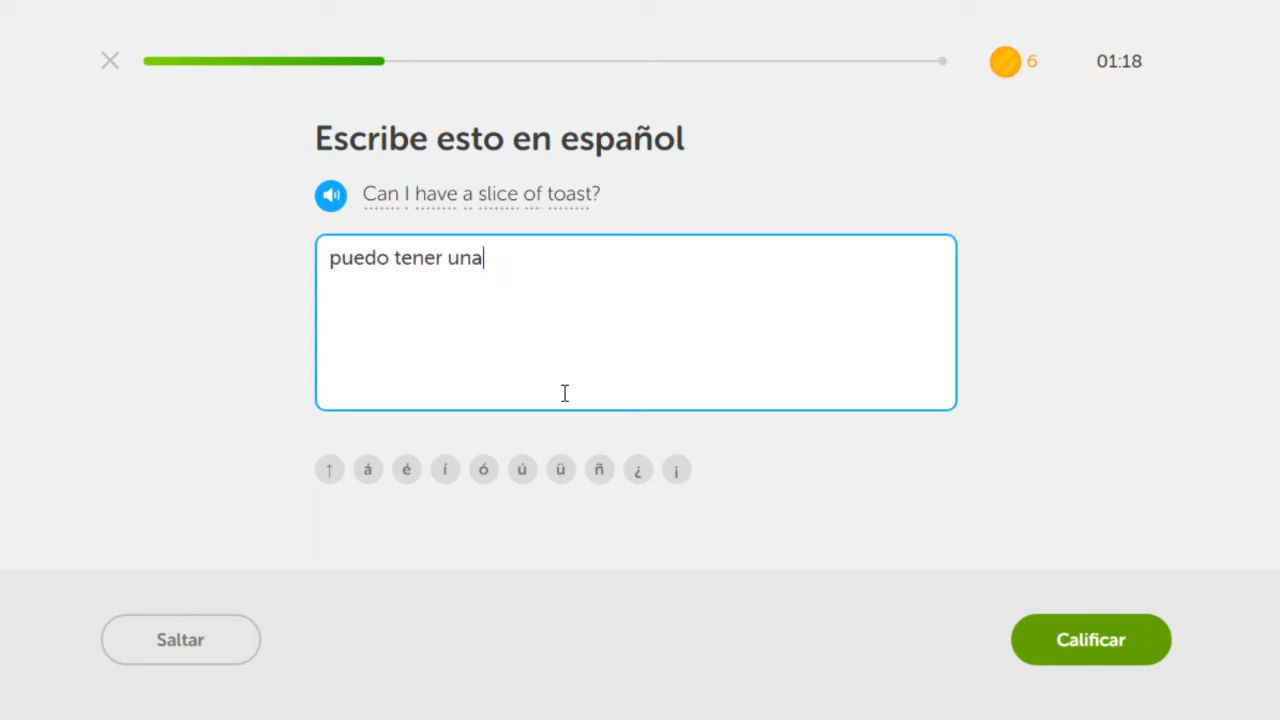 6
01:18
Escribe esto en español
Can I have a slice of toast?
puedo tener una
↑ á é í ó ú ü ñ ¿ ¡
Saltar
Calificar